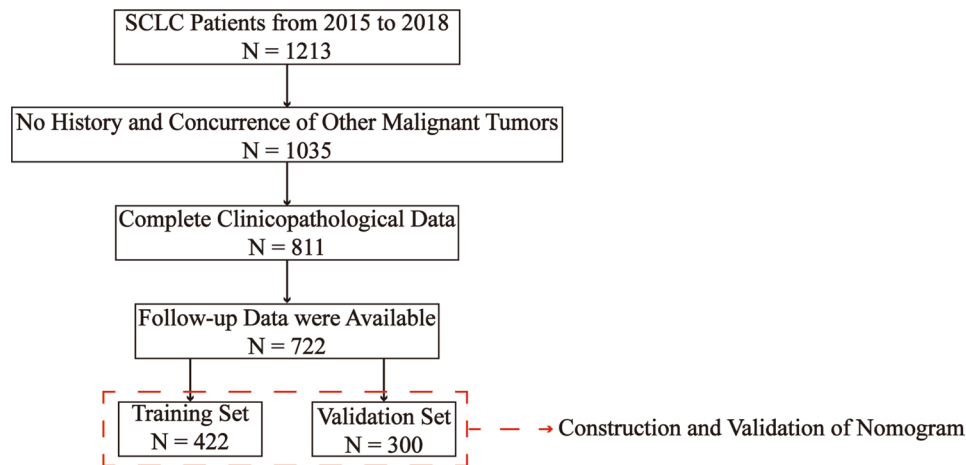 SCLC Patients from 2015 to 2018
N = 1213
No History and Concurrence of Other Malignant Tumors
N = 1035
Complete Clinicopathological Data
N = 811
Follow-up Data were Available
N = 722
Training Set
N = 422
Validation Set
N = 300
Construction and Validation of Nomogram